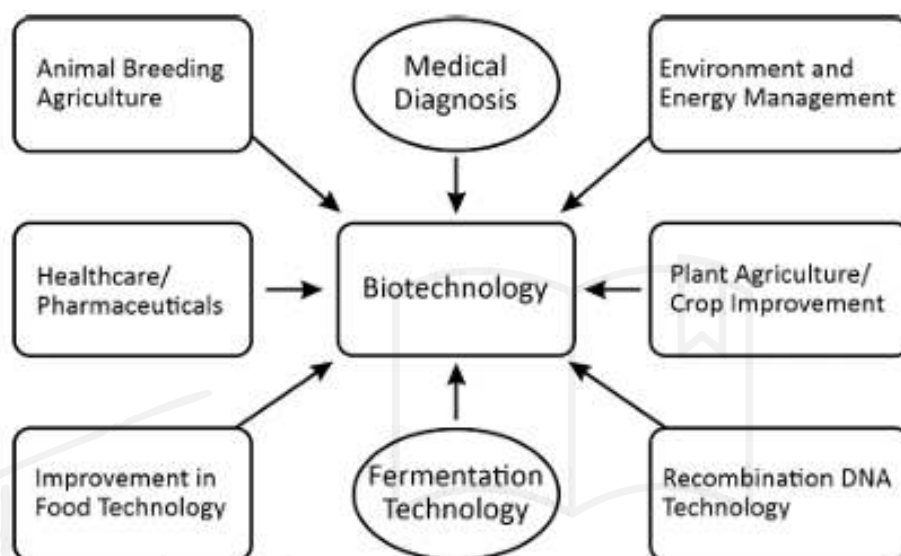 Animal Breeding
Agriculture
Medical
Diagnosis
Environment and
Energy Management
Healthcare/
Pharmaceuticals
Biotechnology
Plant Agriculture/
Crop Improvement
Improvement in
Food Technology
Fermentation
Technology
Recombination DNA
Technology